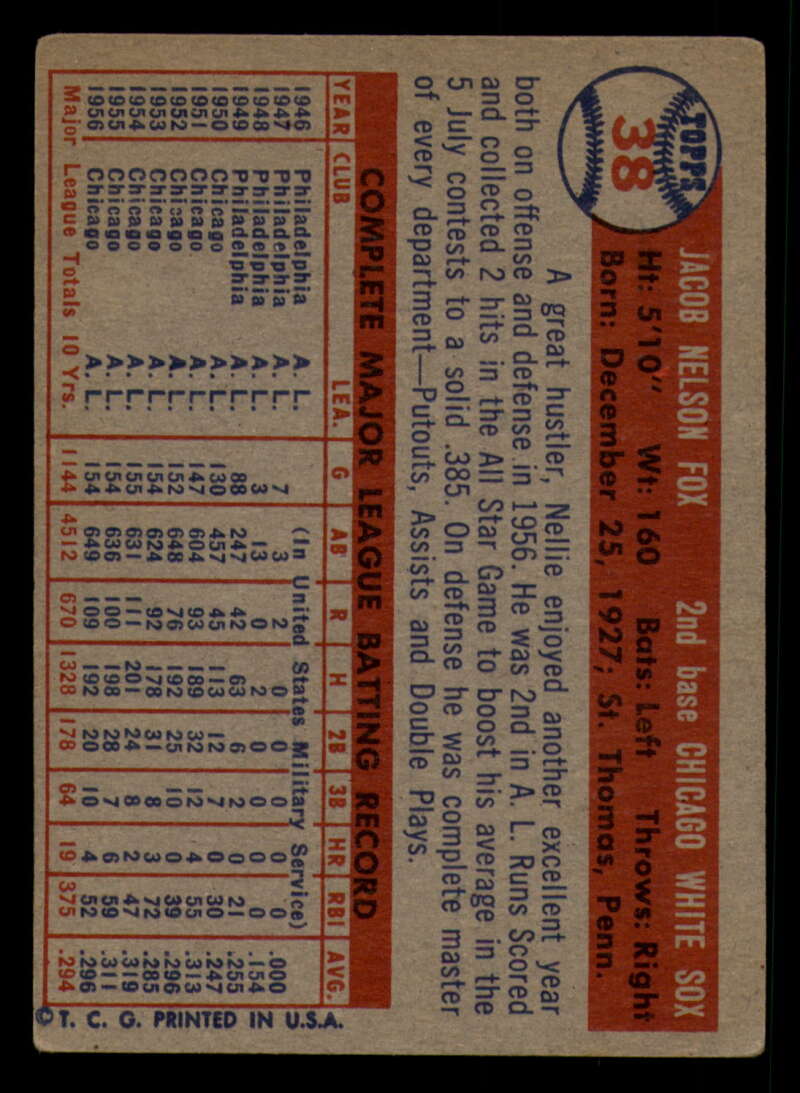 TOPPS
38
JACOB NELSON FOX 2nd base CHICAGO WHITE SOX
Ht: 5'10" Wt: 160 Bats: Left Throws: Right
Born: December 25, 1927; St. Thomas, Penn.
A great hustler, Nellie enjoyed another excellent year
both on offense and defense in 1956. He was 2nd in A. L. Runs Scored
and collected 2 hits in the All Star Game to boost his average in the
5 July contests to a solid .385. On defense he was complete master
of every department—Putouts, Assists and Double Plays.
COMPLETE MAJOR LEAGUE BATTING RECORD
YEAR CLUB LEA. G AB R H 2B 3B HR RBI AVG.
1946 Philadelphia A. L. (In United States Military Service)
1947 Philadelphia A. L. 7 3 2 0 0 0 0 0 .000
1948 Philadelphia A. L. 3 13 0 2 0 0 0 0 .154
1949 Philadelphia A. L. 88 247 42 63 6 2 0 21 .255
1950 Chicago A. L. 130 457 45 113 12 7 0 30 .247
1951 Chicago A. L. 147 604 93 189 32 12 4 55 .313
1952 Chicago A. L. 152 648 76 192 25 10 0 39 .296
1953 Chicago A. L. 154 624 92 178 31 8 3 72 .285
1954 Chicago A. L. 155 631 111 201 24 8 2 47 .319
1955 Chicago A. L. 154 636 100 198 28 7 6 59 .311
1956 Chicago A. L. 154 649 109 192 20 10 4 52 .296
Major League Totals 10 Yrs. 1144 4512 670 1328 178 64 19 375 .294
© T. C. G. PRINTED IN U.S.A.